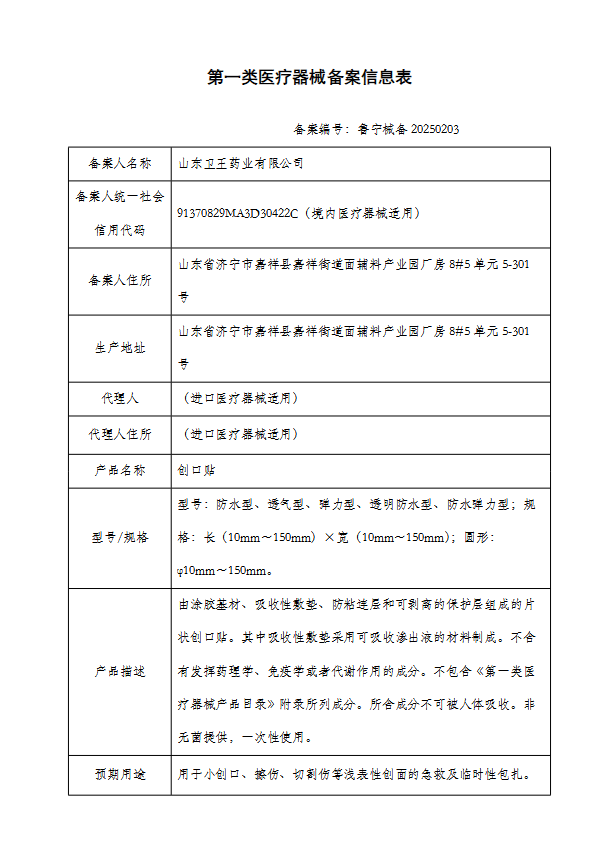 第一类医疗器械备案信息表
备案编号：鲁宁械备 20250203
备案人名称
山东卫王药业有限公司
备案人统一社会
信用代码
91370829MA3D30422C（境内医疗器械适用）
备案人住所
山东省济宁市嘉祥县嘉祥街道面辅料产业园厂房 8#5 单元 5-301
号
生产地址
山东省济宁市嘉祥县嘉祥街道面辅料产业园厂房 8#5 单元 5-301
号
代理人
（进口医疗器械适用）
代理人住所
（进口医疗器械适用）
产品名称
创口贴
型号/规格
型号：防水型、透气型、弹力型、透明防水型、防水弹力型；规
格：长（10mm～150mm）×宽（10mm～150mm）；圆形：
φ10mm～150mm。
产品描述
由涂胶基材、吸收性敷垫、防粘连层和可剥离的保护层组成的片
状创口贴。其中吸收性敷垫采用可吸收渗出液的材料制成。不含
有发挥药理学、免疫学或者代谢作用的成分。不包含《第一类医
疗器械产品目录》附录所列成分。所含成分不可被人体吸收。非
无菌提供，一次性使用。
预期用途
用于小创口、擦伤、切割伤等浅表性创面的急救及临时性包扎。